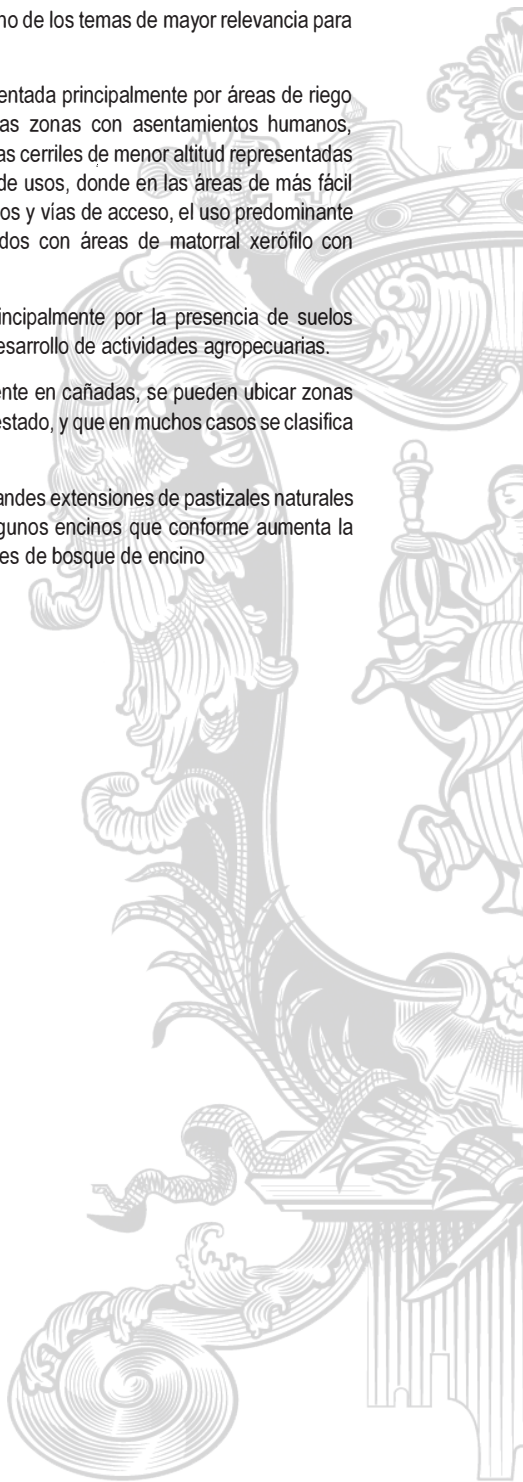 no de los temas de mayor relevancia para
entada principalmente por áreas de riego
as zonas con asentamientos humanos,
as cerriles de menor altitud representadas
de usos, donde en las áreas de más fácil
os y vías de acceso, el uso predominante
dos con áreas de matorral xerófilo con
incipalmente por la presencia de suelos
esarrollo de actividades agropecuarias.
ente en cañadas, se pueden ubicar zonas
estado, y que en muchos casos se clasifica
andes extensiones de pastizales naturales
lgunos encinos que conforme aumenta la
es de bosque de encino